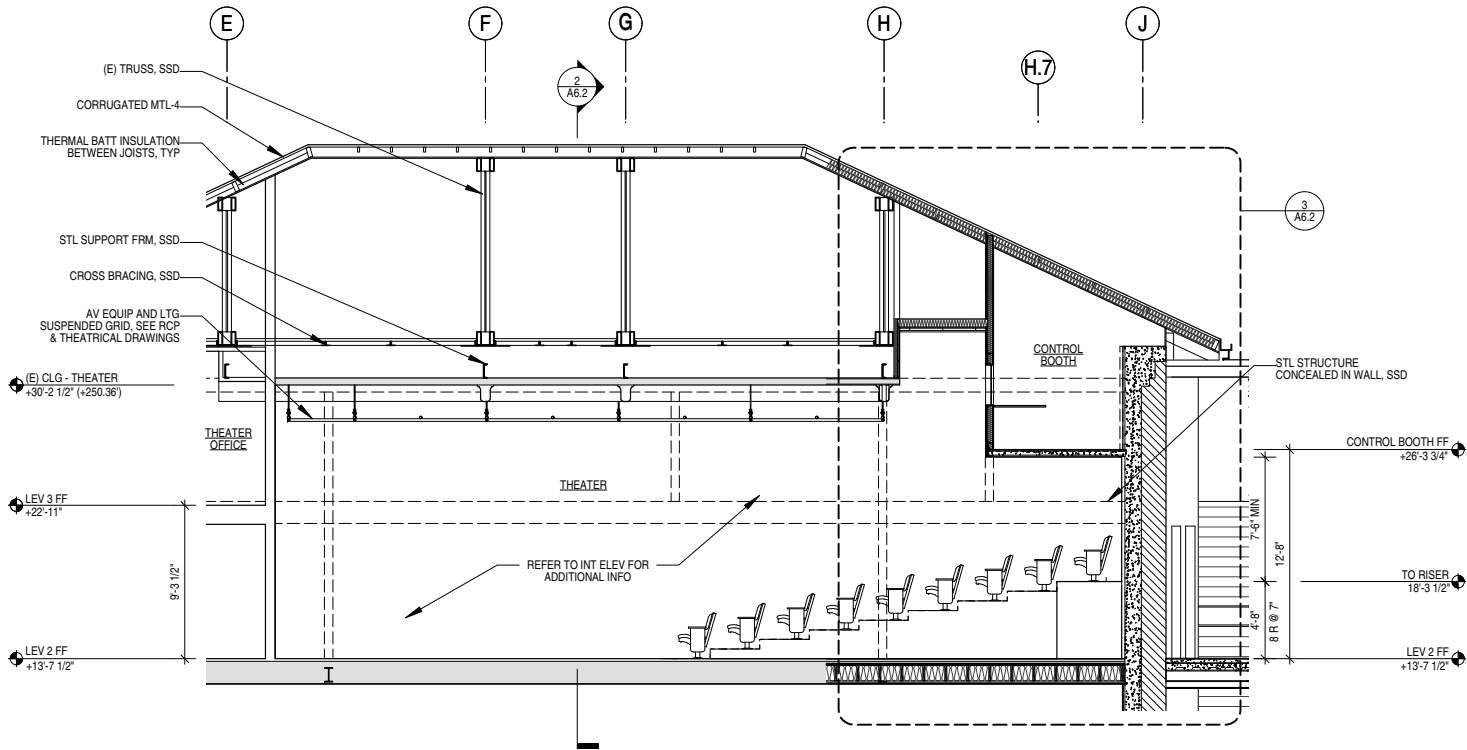 E
F
G
H
H.7
J
2
A6.2
(E) TRUSS, SSD
CORRUGATED MTL-4
THERMAL BATT INSULATION
BETWEEN JOISTS, TYP
3
A6.2
STL SUPPORT FRM, SSD
CROSS BRACING, SSD
AV EQUIP AND LTG
SUSPENDED GRID, SEE RCP
& THEATRICAL DRAWINGS
CONTROL
BOOTH
STL STRUCTURE
CONCEALED IN WALL, SSD
(E) CLG - THEATER
+30'-2 1/2" (+250.36')
THEATER
OFFICE
CONTROL BOOTH FF
+26'-3 3/4"
THEATER
LEV 3 FF
+22'-11"
7'-6" MIN
12'-8"
REFER TO INT ELEV FOR
ADDITIONAL INFO
9'-3 1/2"
TO RISER
18'-3 1/2"
4'-8"
8 R @ 7"
LEV 2 FF
+13'-7 1/2"
LEV 2 FF
+13'-7 1/2"